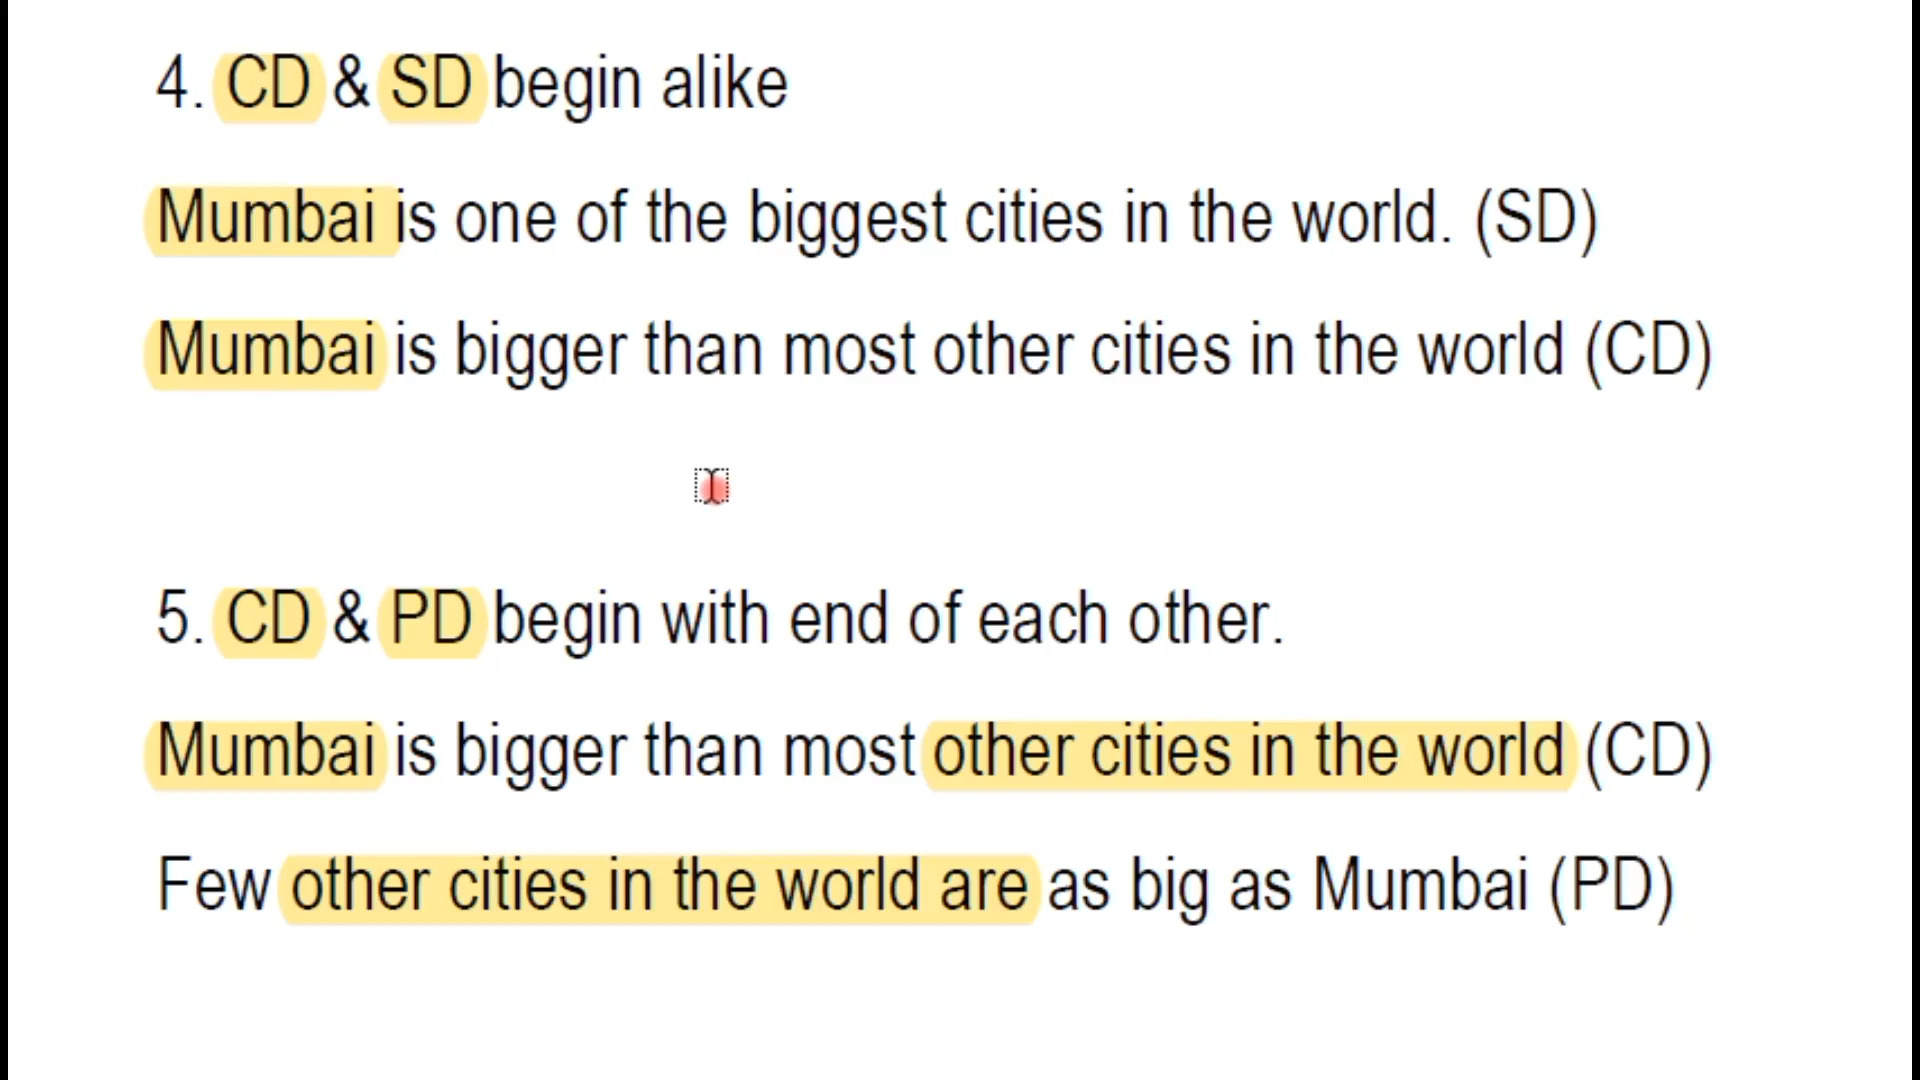 4. CD & SD begin alike
Mumbai is one of the biggest cities in the world. (SD)
Mumbai is bigger than most other cities in the world (CD)
5. CD & PD begin with end of each other.
Mumbai is bigger than most other cities in the world (CD)
Few other cities in the world are as big as Mumbai (PD)